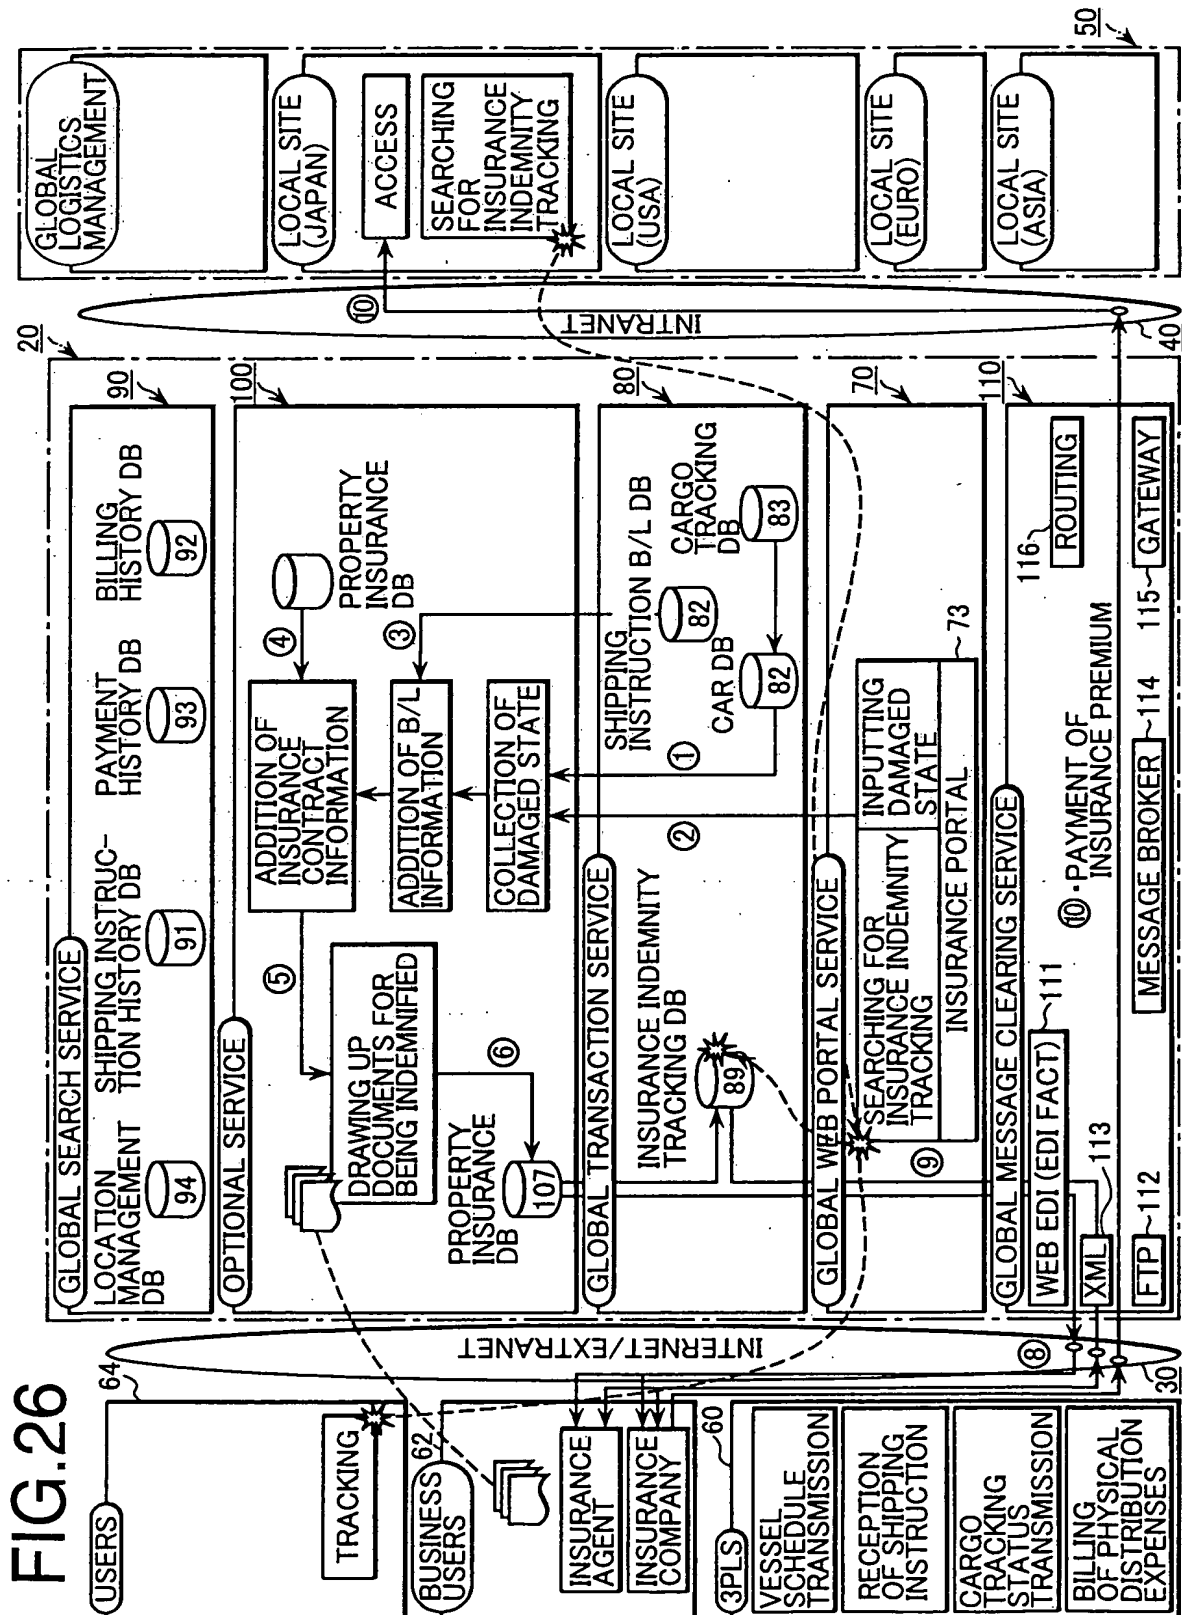 FIG.26
USERS
64
TRACKING
BUSINESS
USERS
62
INSURANCE
AGENT
INSURANCE
COMPANY
3PLS
60
VESSEL
SCHEDULE
TRANSMISSION
RECEPTION
OF SHIPPING
INSTRUCTION
CARGO
TRACKING
STATUS
TRANSMISSION
BILLING
OF PHYSICAL
DISTRIBUTION
EXPENSES
INTERNET/EXTRANET
⑧
30
20
GLOBAL SEARCH SERVICE
90
LOCATION
MANAGEMENT
DB
94
SHIPPING INSTRUC-
TION HISTORY DB
91
PAYMENT
HISTORY DB
93
BILLING
HISTORY DB
92
OPTIONAL SERVICE
100
DRAWING UP
DOCUMENTS FOR
BEING INDEMNIFIED
⑤
⑥
PROPERTY
INSURANCE
DB
107
ADDITION OF
INSURANCE
CONTRACT
INFORMATION
④
PROPERTY
INSURANCE
DB
ADDITION OF B/L
INFORMATION
③
COLLECTION OF
DAMAGED STATE
GLOBAL TRANSACTION SERVICE
80
①
②
INSURANCE INDEMNITY
TRACKING DB
89
SHIPPING
INSTRUCTION B/L DB
82
CAR DB
82
CARGO
TRACKING
DB
83
GLOBAL WEB PORTAL SERVICE
70
SEARCHING FOR
INSURANCE INDEMNITY
TRACKING
INPUTTING
DAMAGED
STATE
INSURANCE PORTAL
73
⑨
GLOBAL MESSAGE CLEARING SERVICE
110
WEB EDI (EDI FACT)
111
XML
113
FTP
112
⑩·PAYMENT OF
INSURANCE PREMIUM
MESSAGE BROKER
114
ROUTING
116
GATEWAY
115
INTRANET
⑩
40
50
GLOBAL
LOGISTICS
MANAGEMENT
LOCAL SITE
(JAPAN)
ACCESS
SEARCHING
FOR
INSURANCE
INDEMNITY
TRACKING
LOCAL SITE
(USA)
LOCAL SITE
(EURO)
LOCAL SITE
(ASIA)